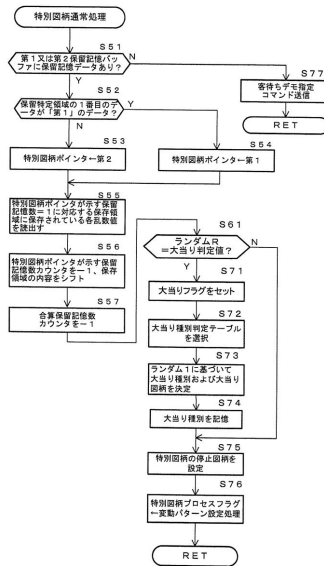 特別図柄通常処理
S51
第1又は第2保留記憶バッファ
に保留記憶データあり？
N
Y
S77
客待ちデモ指定
コマンド送信
RET
S52
保留特定領域の1番目のデ
ータが「第1」のデータ？
Y
N
S53
特別図柄ポインター第2
S54
特別図柄ポインター第1
S55
特別図柄ポインタが示す保留
記憶数=1に対応する保存領
域に保存されている各乱数値
を読出す
S56
特別図柄ポインタが示す保留記
憶数カウンタを-1、保存
領域の内容をシフト
S57
合算保留記憶数
カウンタを-1
S61
ランダムR
=大当り判定値？
N
Y
S71
大当りフラグをセット
S72
大当り種別判定テーブル
を選択
S73
ランダム1に基づいて
大当り種別および大当り
図柄を決定
S74
大当り種別を記憶
S75
特別図柄の停止図柄を
設定
S76
特別図柄プロセスフラグ
←変動パターン設定処理
RET